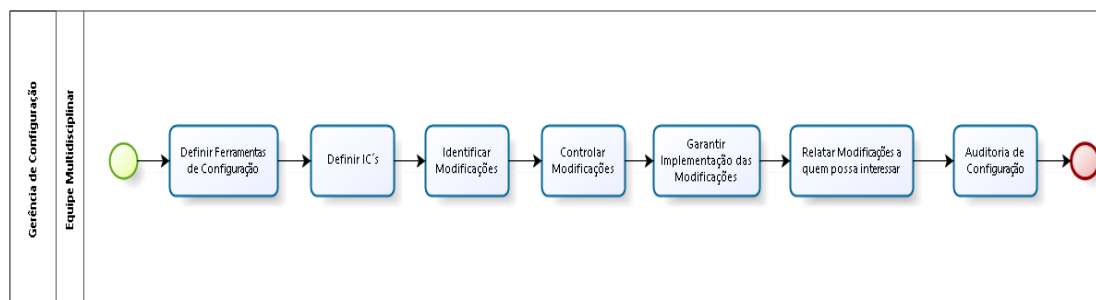 Gerência de Configuração
Equipe Multidisciplinar
Definir Ferramentas
de Configuração
Definir IC´s
Identificar
Modificações
Controlar
Modificações
Garantir
Implementação das
Modificações
Relatar Modificações a
quem possa interessar
Auditoria de
Configuração